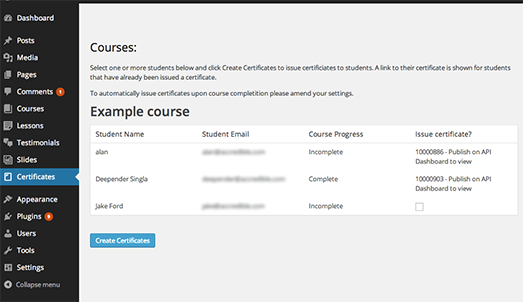 Dashboard
Posts
Media
Pages
Comments 1
Courses
Lessons
Testimonials
Slides
Certificates
Appearance
Plugins 9
Users
Tools
Settings
Collapse menu
Courses:
Select one or more students below and click Create Certificates to issue certificiates to students. A link to their certificate is shown for students
that have already been issued a certificate.
To automatically issue certificates upon course completition please amend your settings.
Example course
Student Name Student Email Course Progress Issue certificate?
alan Incomplete 10000886 - Publish on API
Dashboard to view
Deepender Singla Complete 10000903 - Publish on API
Dashboard to view
Jake Ford Incomplete
Create Certificates